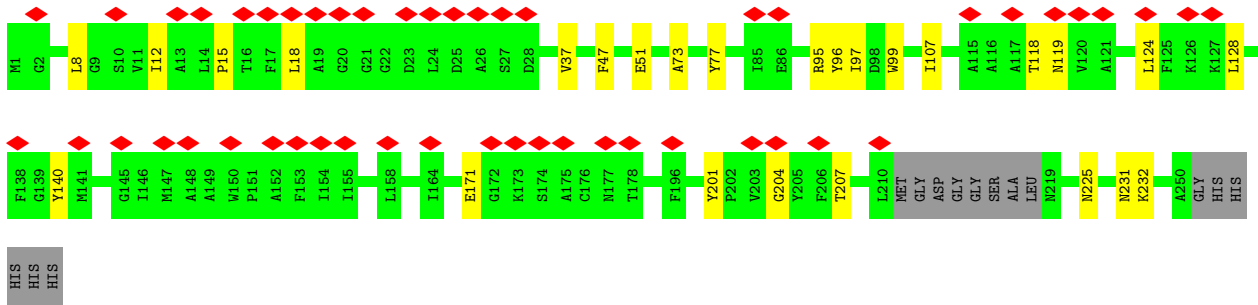 M1 G2 L8 G9 S10 V11 I12 A13 L14 P15 T16 F17 L18 A19 G20 G21 G22 D23 L24 D25 A26 S27 D28 V37 F47 E51 A73 Y77 I85 E86 R95 Y96 I97 D98 W99 I107 A115 A116 A117 T118 N119 V120 A121 L124 F125 K126 K127 L128
F138 G139 Y140 M141 G145 I146 M147 A148 A149 W150 P151 A152 F153 I154 I155 L158 I164 E171 G172 K173 S174 A175 C176 N177 T178 F196 Y201 P202 V203 G204 Y205 F206 T207 L210 MET GLY ASP GLY GLY SER ALA LEU N219 N225 N231 K232 A250 GLY HIS HIS
HIS HIS HIS